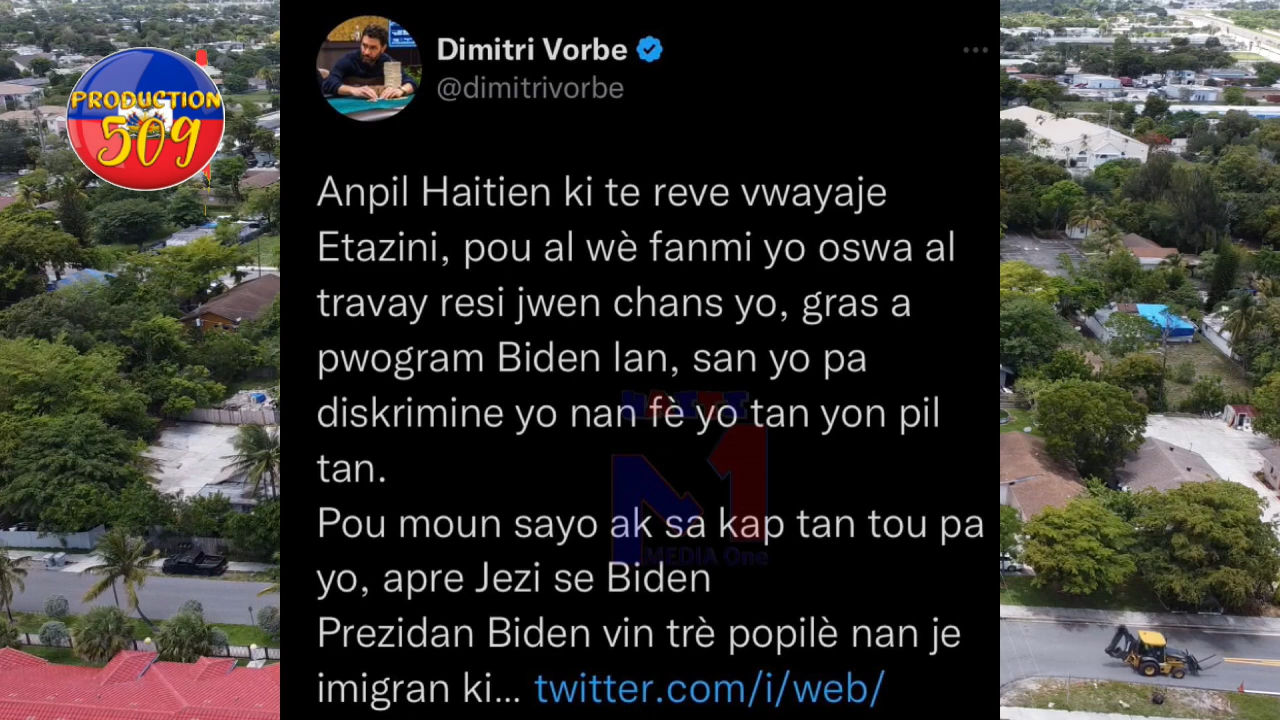 PRODUCTION
509
Dimitri Vorbe
@dimitrivorbe
Anpil Haitien ki te reve vwayaje
Etazini, pou al wè fanmi yo oswa al
travay resi jwen chans yo, gras a
pwogram Biden lan, san yo pa
diskrimine yo nan fè yo tan yon pil
tan.
Pou moun sayo ak sa kap tan tou pa
yo, apre Jezi se Biden
Prezidan Biden vin trè popilè nan je
imigran ki... twitter.com/i/web/
MEDIA One